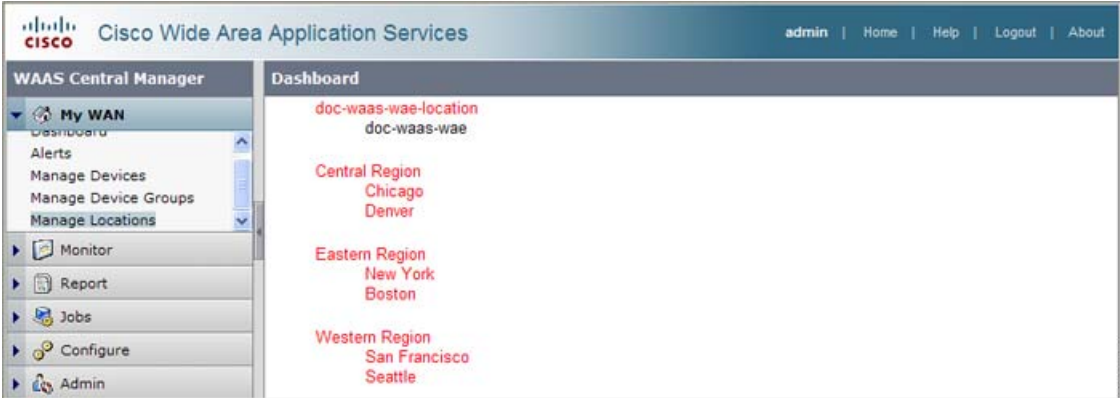 CISCO Cisco Wide Area Application Services admin | Home | Help | Logout | About
WAAS Central Manager
My WAN
Dashboard
Alerts
Manage Devices
Manage Device Groups
Manage Locations
Monitor
Report
Jobs
Configure
Admin
Dashboard
doc-waas-wae-location
doc-waas-wae
Central Region
Chicago
Denver
Eastern Region
New York
Boston
Western Region
San Francisco
Seattle